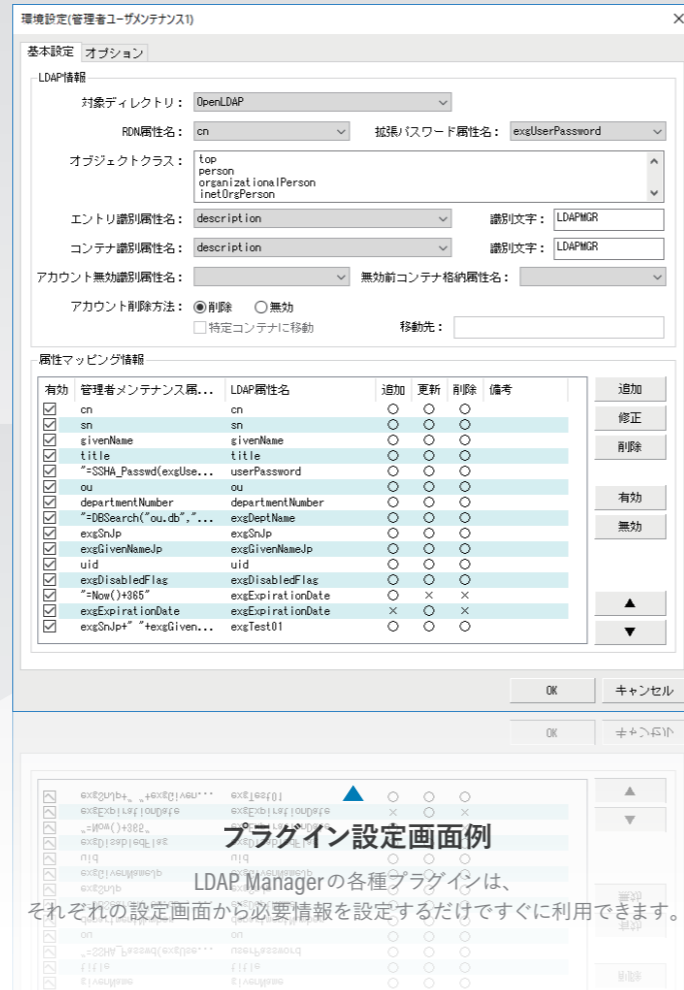 環境設定(管理者ユーザメンテナンス1)
基本設定 オプション
LDAP情報
対象ディレクトリ： OpenLDAP
RDN属性名： cn 拡張パスワード属性名： exgUserPassword
オブジェクトクラス： top
person
organizationalPerson
inetOrgPerson
エントリ識別属性名： description 識別文字： LDAPMGR
コンテナ識別属性名： description 識別文字： LDAPMGR
アカウント無効識別属性名： 無効前コンテナ格納属性名：
アカウント削除方法： 削除 無効
特定コンテナに移動 移動先：
属性マッピング情報
有効 管理者メンテナンス属... LDAP属性名 追加 更新 削除 備考 追加
cn cn ○ ○ ○
sn sn ○ ○ ○ 修正
givenName givenName ○ ○ ○
title title ○ ○ ○ 削除
"=SSHA_Passwd(exgUse... userPassword ○ ○ ○
ou ou ○ ○ ○ 有効
departmentNumber departmentNumber ○ ○ ○
"=DBSearch("ou.db","... exgDeptName ○ ○ ○ 無効
exgSnJp exgSnJp ○ ○ ○
exgGivenNameJp exgGivenNameJp ○ ○ ○
uid uid ○ ○ ○
exgDisabledFlag exgDisabledFlag ○ ○ ○
"=Now()+365" exgExpirationDate ○ × × ▲
exgExpirationDate exgExpirationDate × ○ ×
exgSnJp+" "+exgGiven... exgTest01 ○ ○ ○ ▼
OK キャンセル
プラグイン設定画面例
LDAP Managerの各種プラグインは、
それぞれの設定画面から必要情報を設定するだけですぐに利用できます。